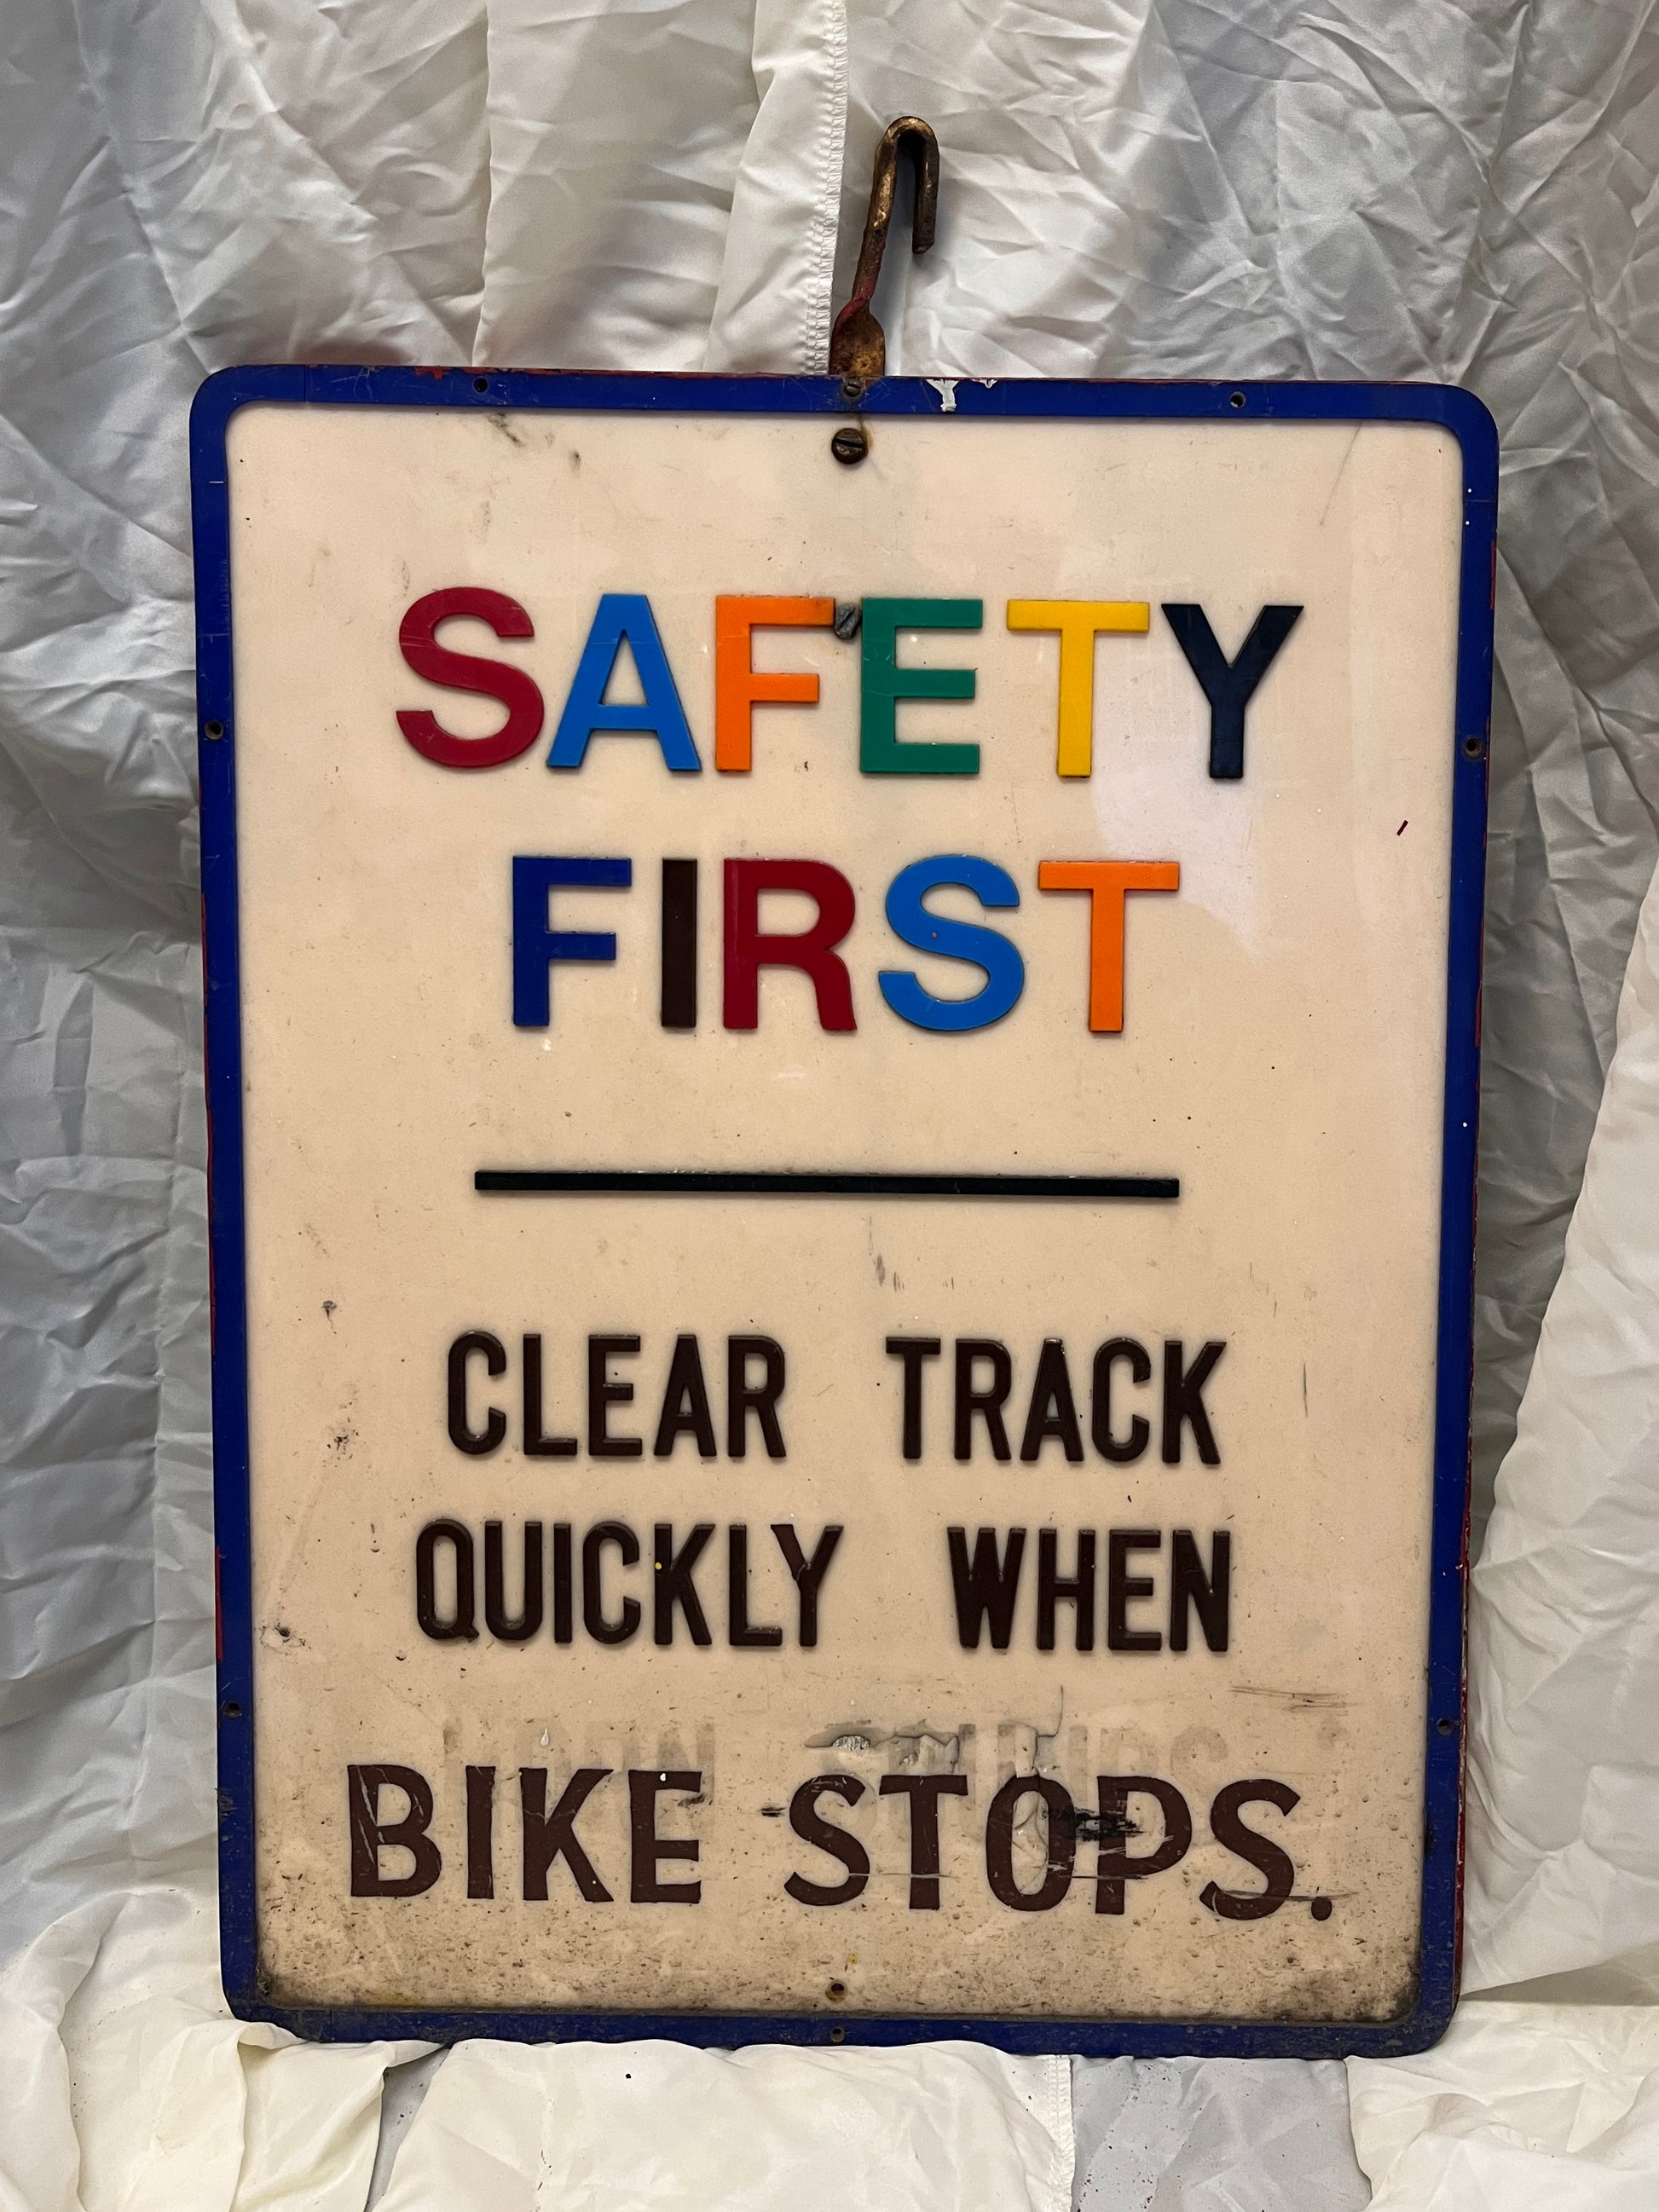 SAFETY
FIRST
CLEAR TRACK
QUICKLY WHEN
BIKE STOPS.